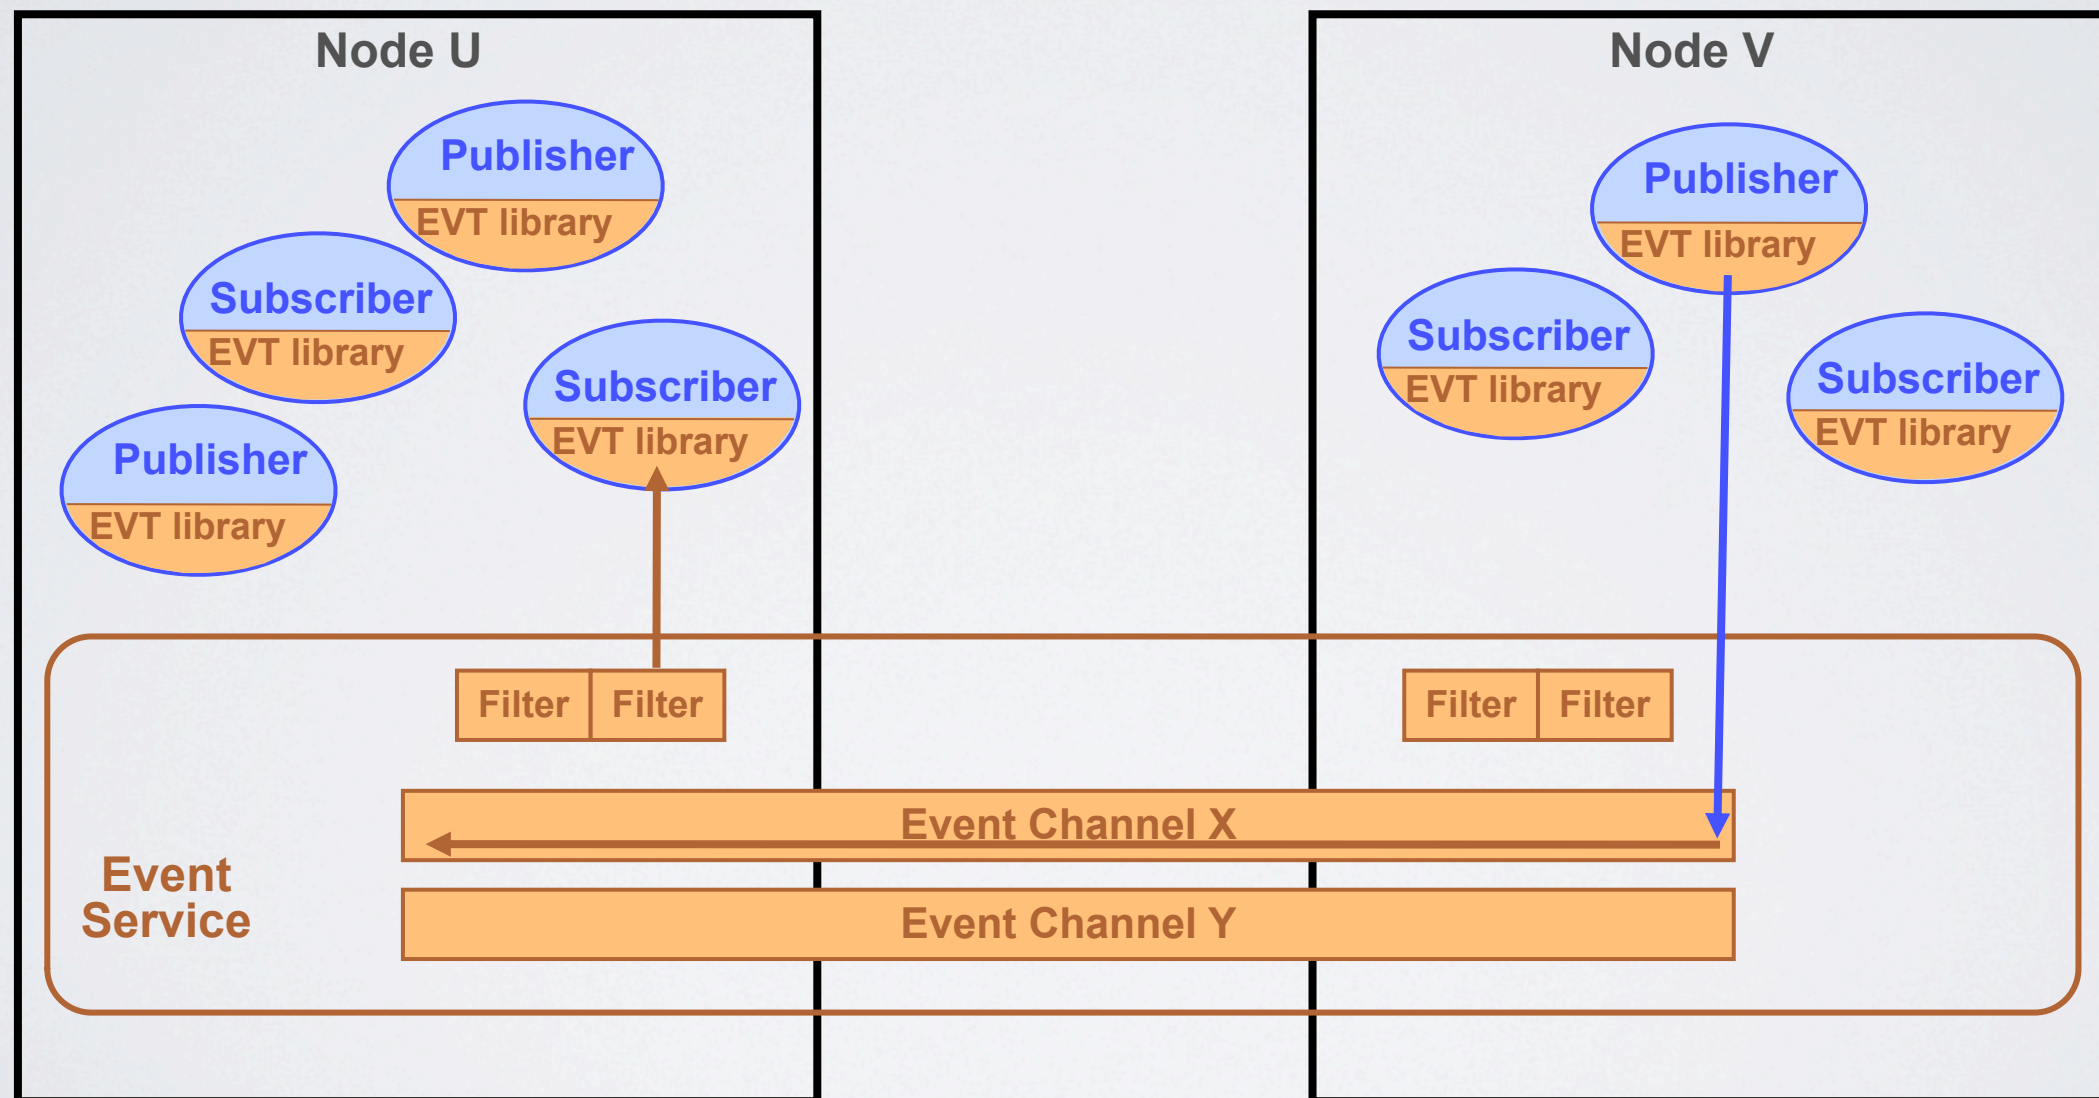 Node U
Publisher
EVT library
Subscriber
EVT library
Subscriber
EVT library
Publisher
EVT library
Node V
Publisher
EVT library
Subscriber
EVT library
Subscriber
EVT library
Filter Filter
Filter Filter
Event Channel X
Event
Service
Event Channel Y